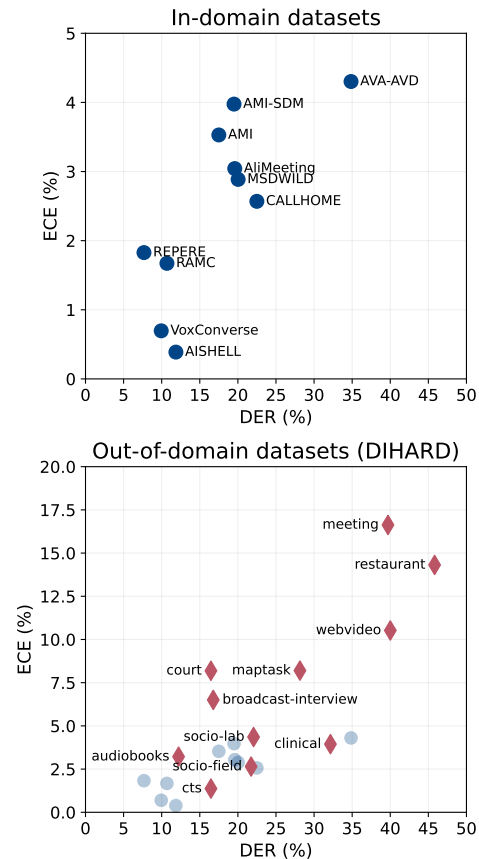 In-domain datasets
5
4
3
2
1
0
ECE (%)
AVA-AVD
AMI-SDM
AMI
AliMeeting
MSDWILD
CALLHOME
REPERE
RAMC
VoxConverse
AISHELL
0 5 10 15 20 25 30 35 40 45 50
DER (%)
Out-of-domain datasets (DIHARD)
20.0
17.5
15.0
12.5
10.0
7.5
5.0
2.5
0.0
ECE (%)
meeting
restaurant
webvideo
court
maptask
broadcast-interview
socio-lab
clinical
audiobooks
socio-field
cts
0 5 10 15 20 25 30 35 40 45 50
DER (%)